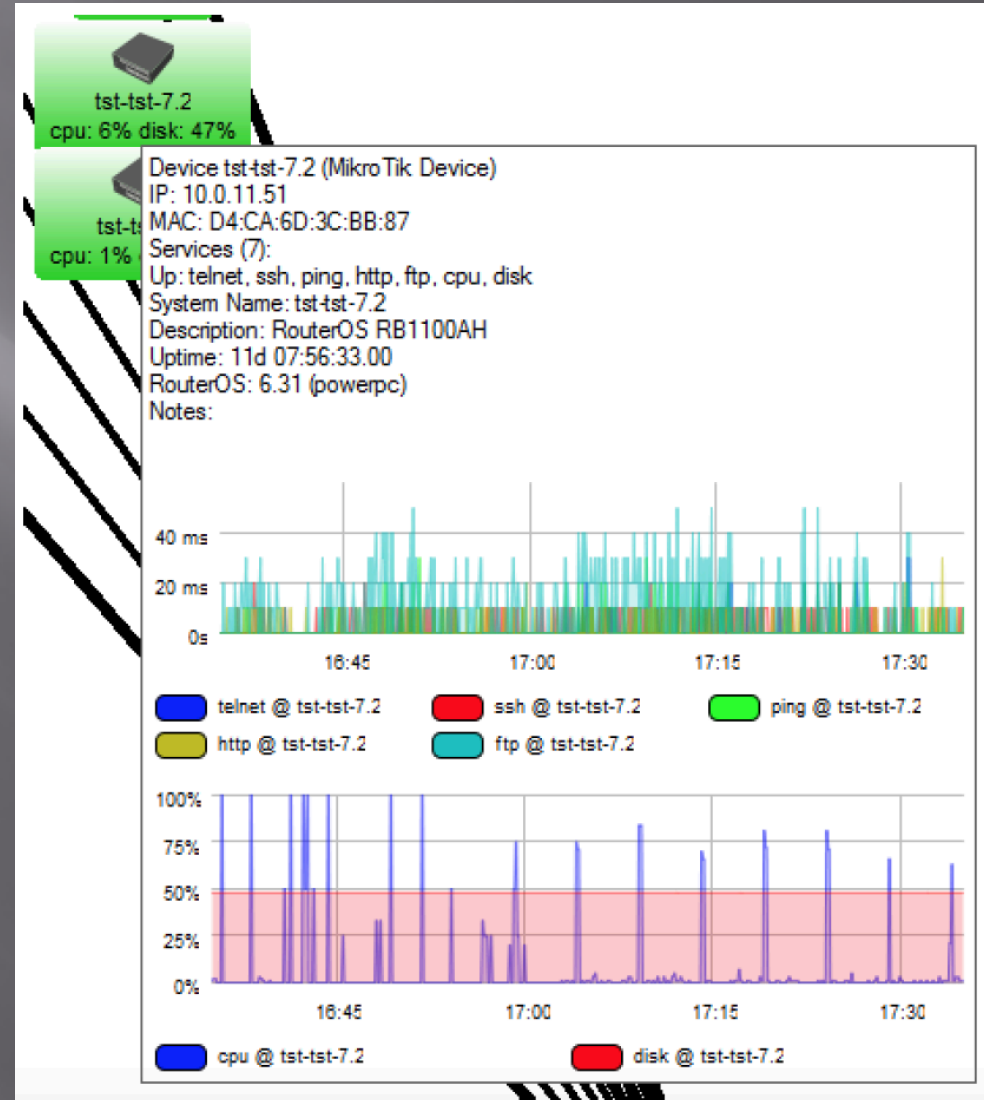 tst-tst-7.2
cpu: 6% disk: 47%
cpu: 1%
Device tst-tst-7.2 (MikroTik Device)
IP: 10.0.11.51
MAC: D4:CA:6D:3C:BB:87
Services (7):
Up: telnet, ssh, ping, http, ftp, cpu, disk
System Name: tst-tst-7.2
Description: RouterOS RB1100AH
Uptime: 11d 07:56:33.00
RouterOS: 6.31 (powerpc)
Notes:
40 ms
20 ms
0s
16:45 17:00 17:15 17:30
telnet @ tst-tst-7.2 ssh @ tst-tst-7.2 ping @ tst-tst-7.2
http @ tst-tst-7.2 ftp @ tst-tst-7.2
100%
75%
50%
25%
0%
16:45 17:00 17:15 17:30
cpu @ tst-tst-7.2 disk @ tst-tst-7.2